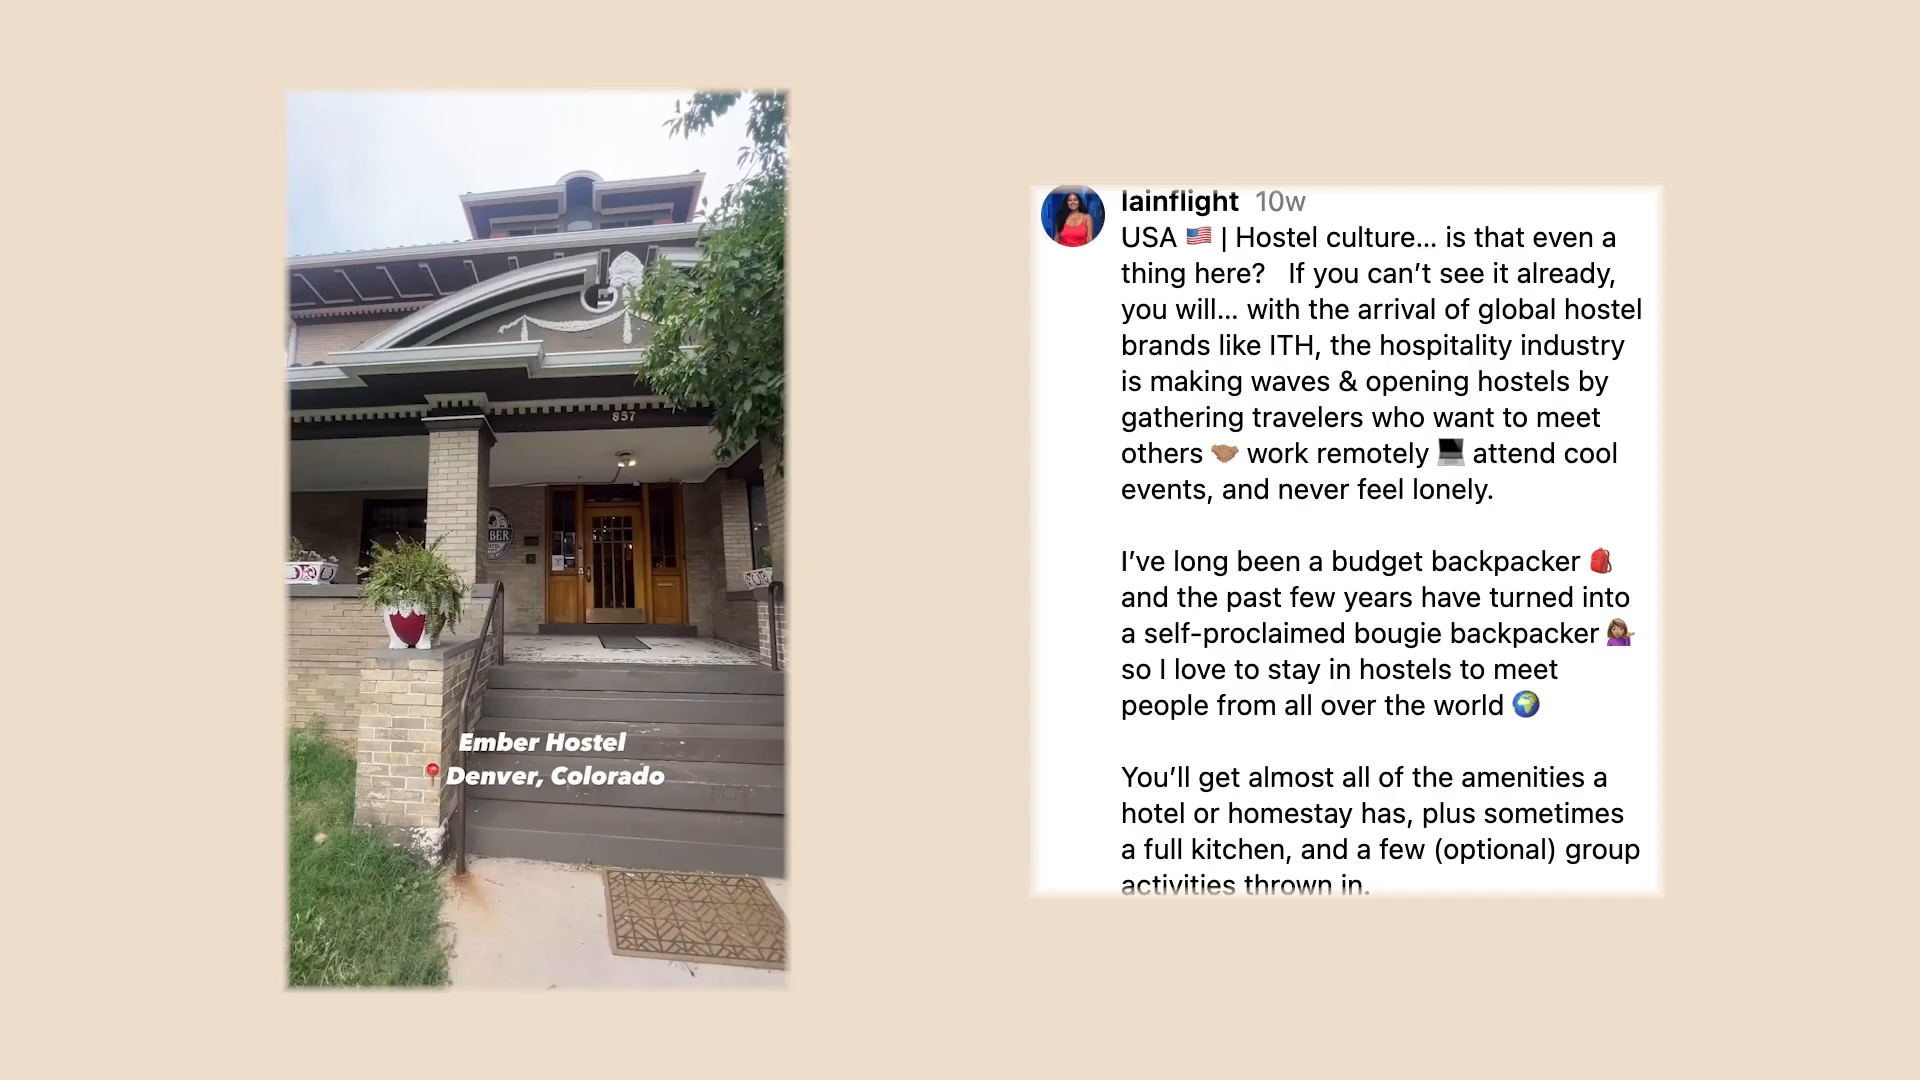 857
BER
Ember Hostel
📍 Denver, Colorado
lainflight 10w
USA 🇺🇸 | Hostel culture... is that even a
thing here? If you can’t see it already,
you will... with the arrival of global hostel
brands like ITH, the hospitality industry
is making waves & opening hostels by
gathering travelers who want to meet
others 🤝🏽 work remotely 💻 attend cool
events, and never feel lonely.
I’ve long been a budget backpacker 🎒
and the past few years have turned into
a self-proclaimed bougie backpacker 💁🏽‍♀️
so I love to stay in hostels to meet
people from all over the world 🌍
You’ll get almost all of the amenities a
hotel or homestay has, plus sometimes
a full kitchen, and a few (optional) group
activities thrown in.